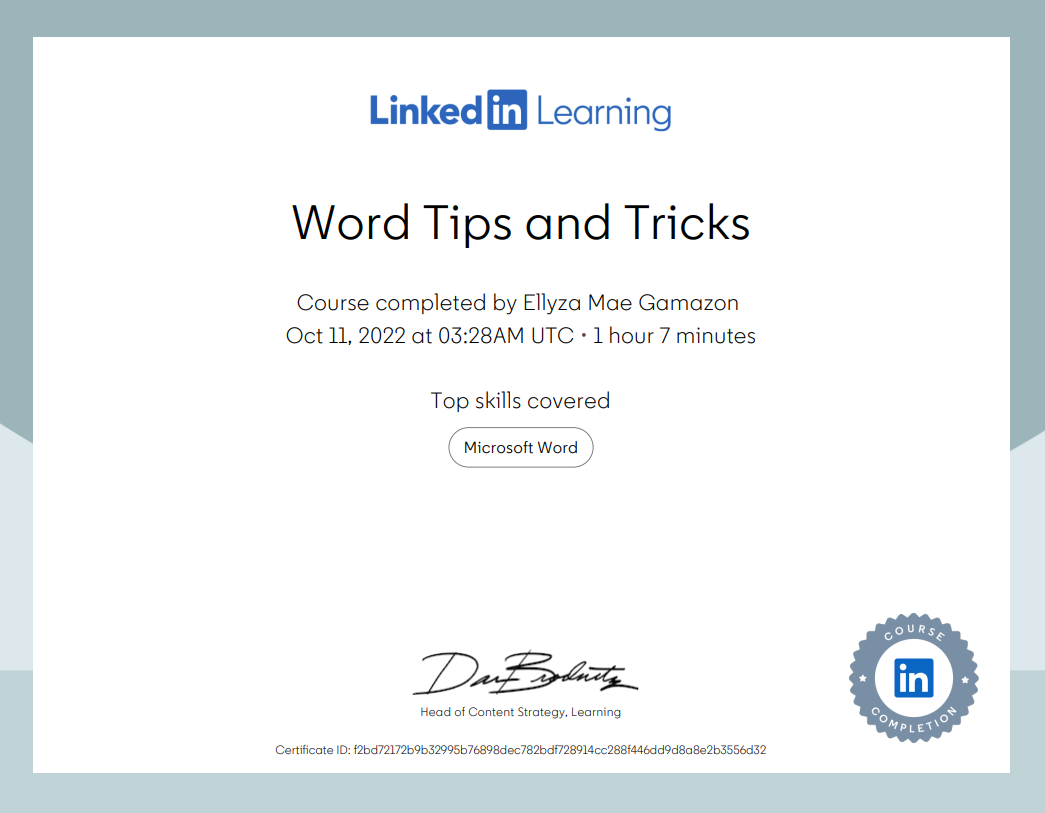 Linked in Learning
Word Tips and Tricks
Course completed by Ellyza Mae Gamazon
Oct 11, 2022 at 03:28AM UTC • 1 hour 7 minutes
Top skills covered
Microsoft Word
Dan Brodnitz
Head of Content Strategy, Learning
Certificate ID: f2bd72172b9b32995b76898dec782bdf728914cc288f446dd9d8a8e2b3556d32
COURSE
in
COMPLETION